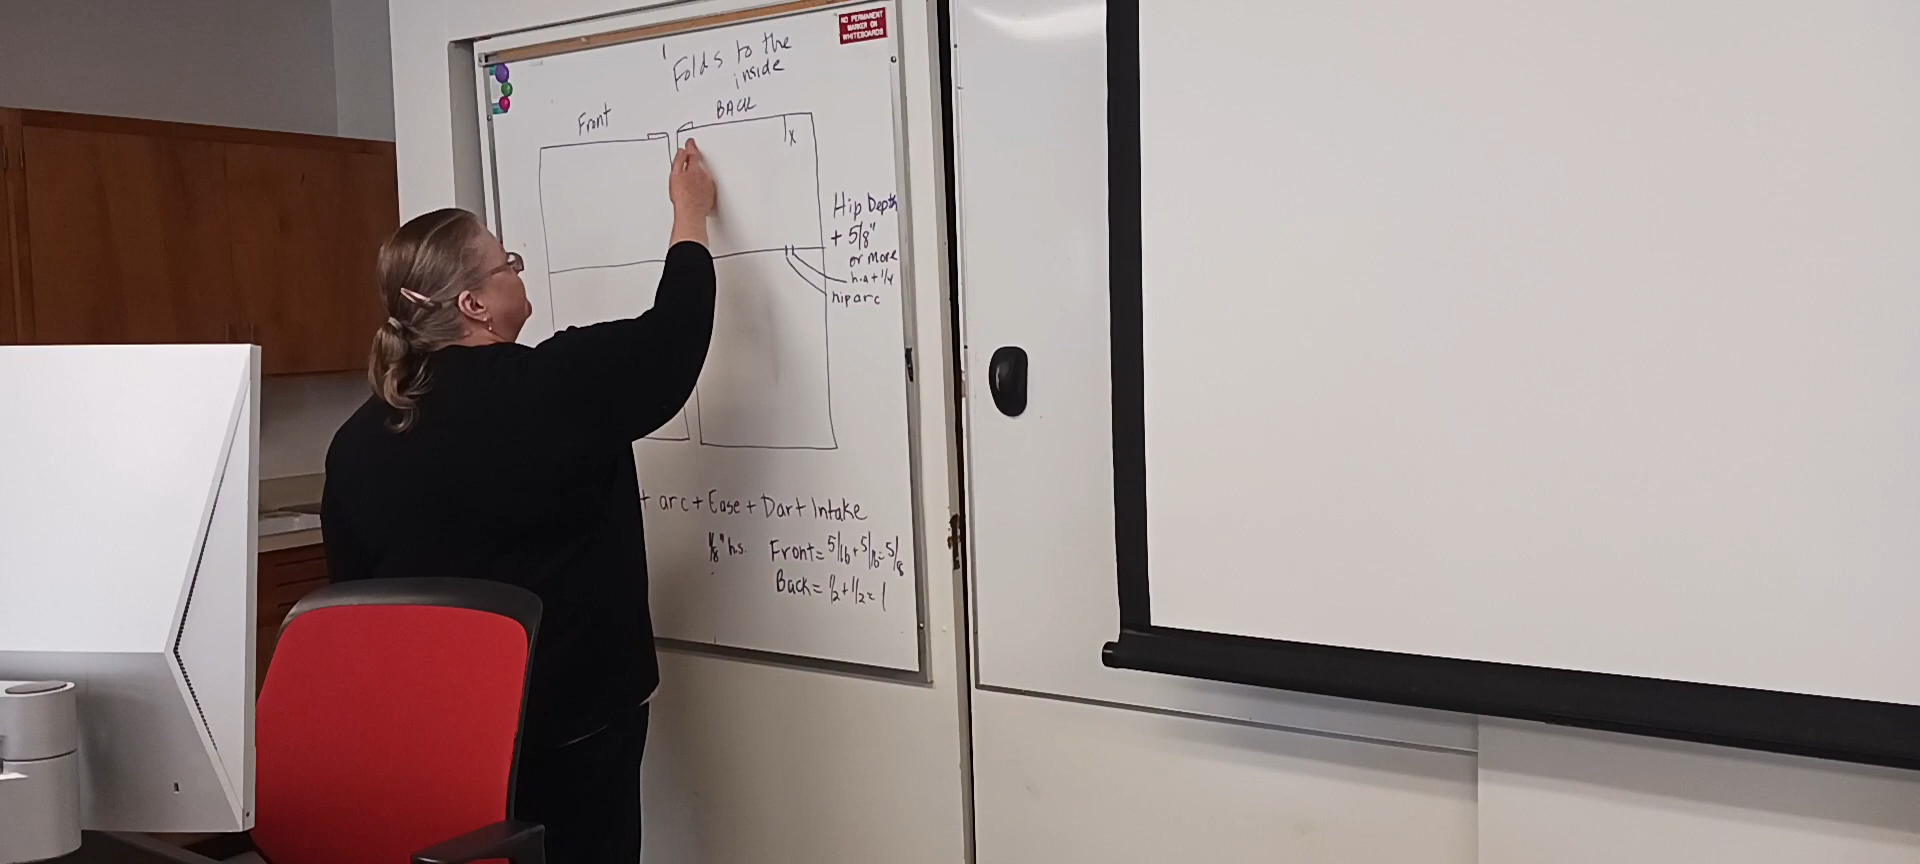 NO PERMANENT
MARKER ON
WHITEBOARDS
Folds to the
inside
Front
BACK
x
Hip Depth
+ 5/8"
or more
h.a + 1/4
hip arc
+ arc + Ease + Dart Intake
1/8" h.s. Front = 5/16 + 5/16 = 5/8
Back = 1/2 + 1/2 = 1